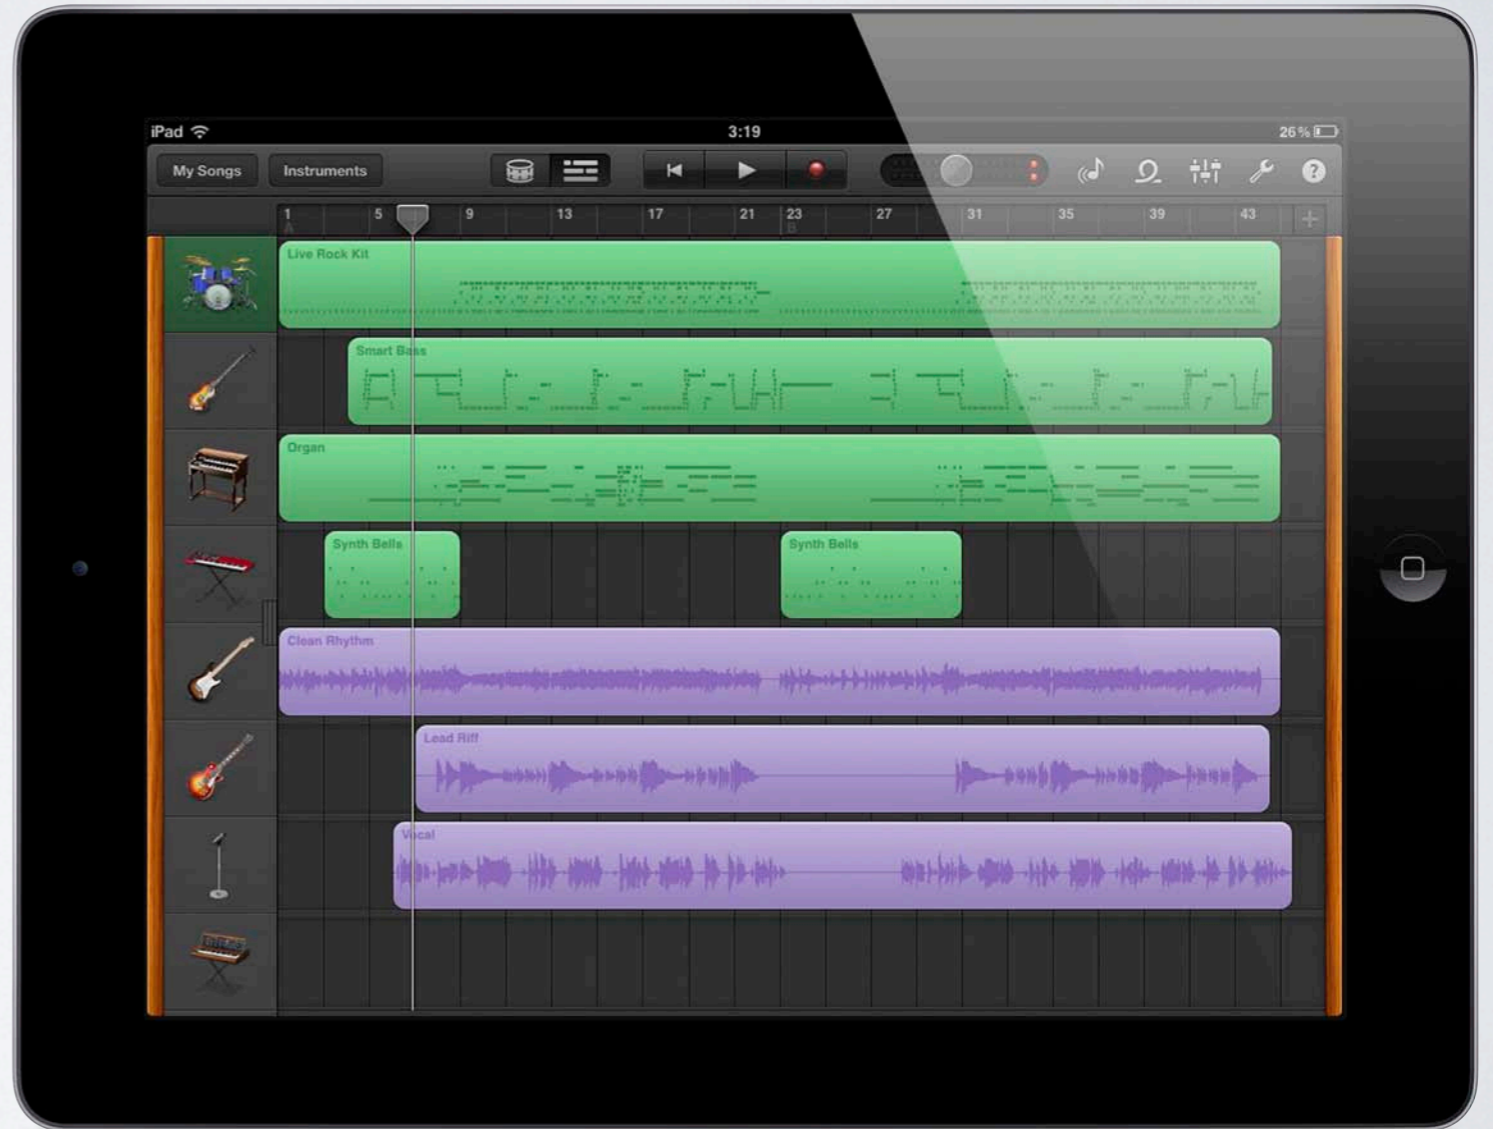 iPad 3:19 26%
My Songs Instruments ?
1 5 9 13 17 21 23 27 31 35 39 43 +
A B
Live Rock Kit
Smart Bass
Organ
Synth Bells Synth Bells
Clean Rhythm
Lead Riff
Vocal